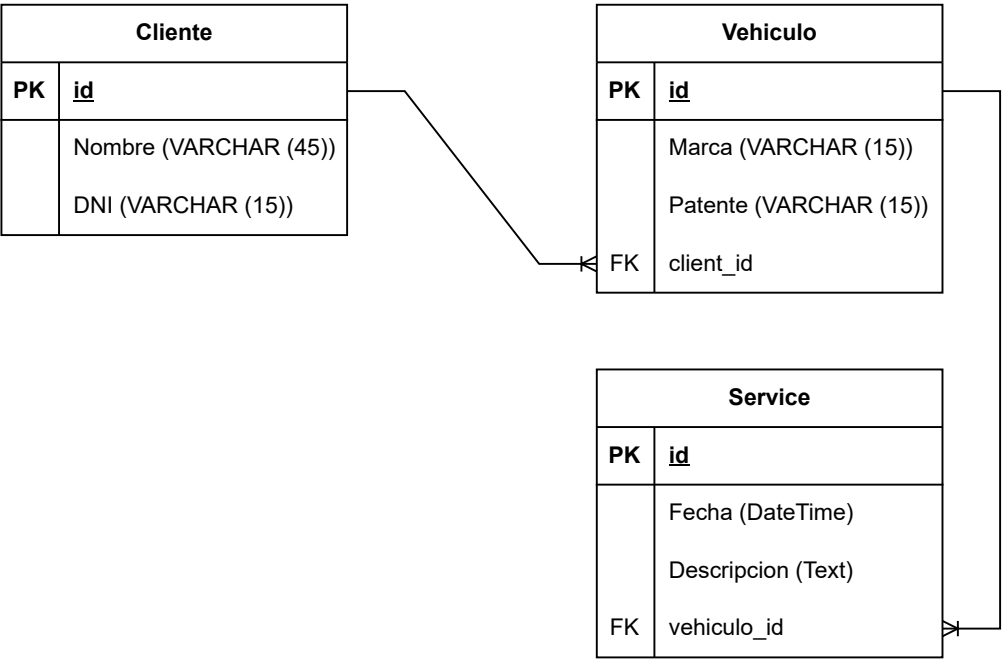 Cliente
PK id
Nombre (VARCHAR (45))
DNI (VARCHAR (15))
Vehiculo
PK id
Marca (VARCHAR (15))
Patente (VARCHAR (15))
FK client_id
Service
PK id
Fecha (DateTime)
Descripcion (Text)
FK vehiculo_id